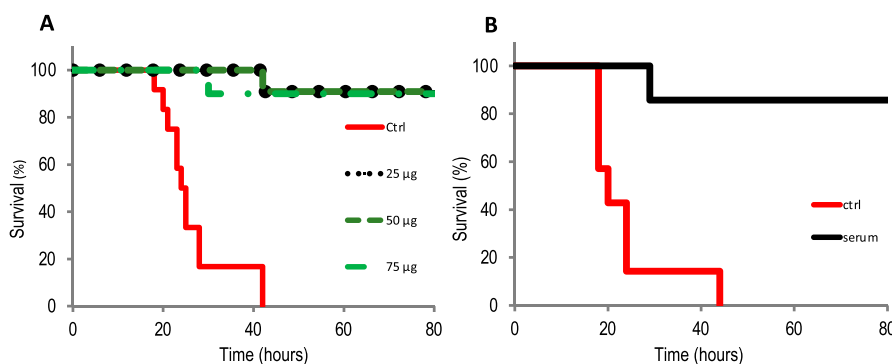 A
100
80
60
40
20
0
Survival (%)
0 20 40 60 80
Time (hours)
Ctrl
25 µg
50 µg
75 µg
B
100
80
60
40
20
0
Survival (%)
0 20 40 60 80
Time (hours)
ctrl
serum